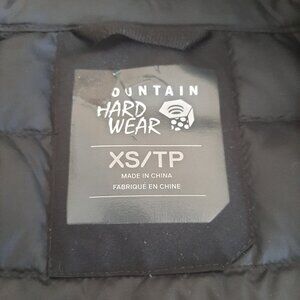 OUNTAIN
HARD
WEAR
XS/TP
MADE IN CHINA
FABRIQUÉ EN CHINE